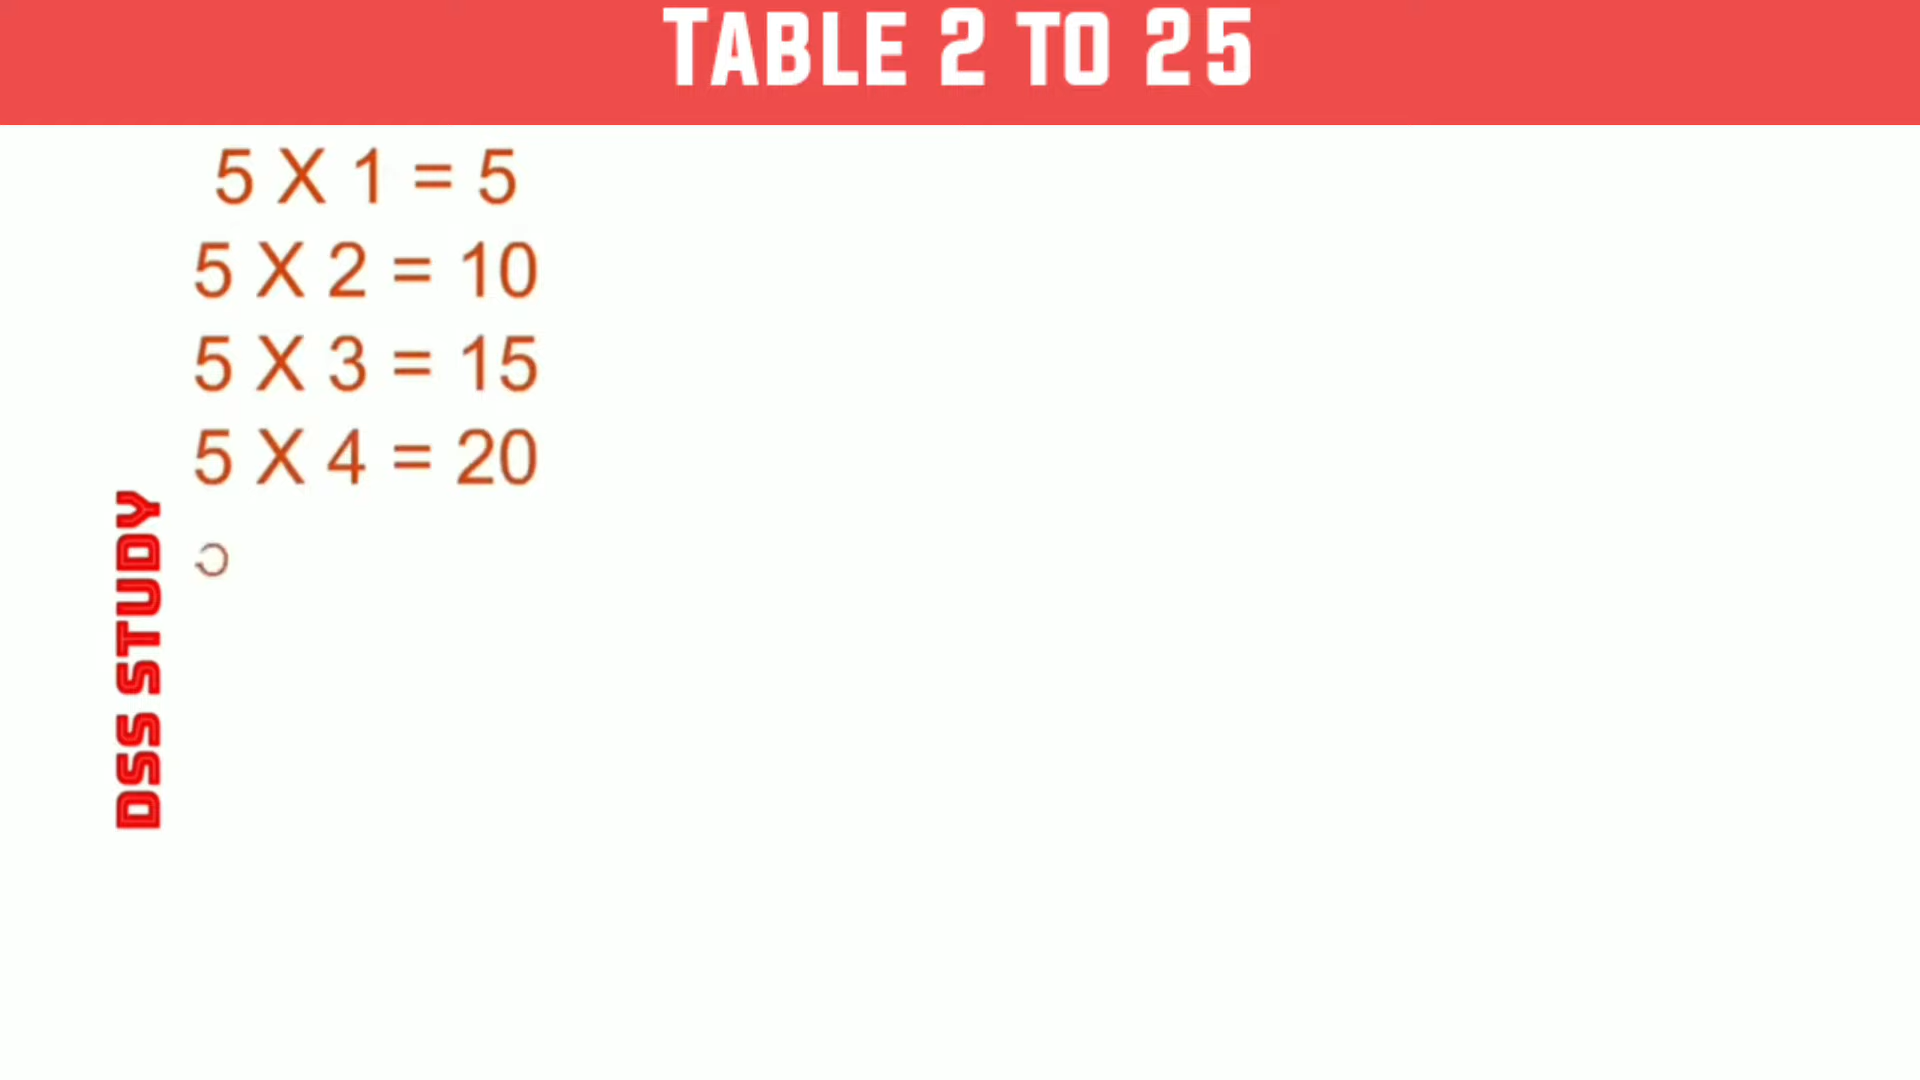 TABLE 2 TO 25
5 X 1 = 5
5 X 2 = 10
5 X 3 = 15
5 X 4 = 20
DSS STUDY